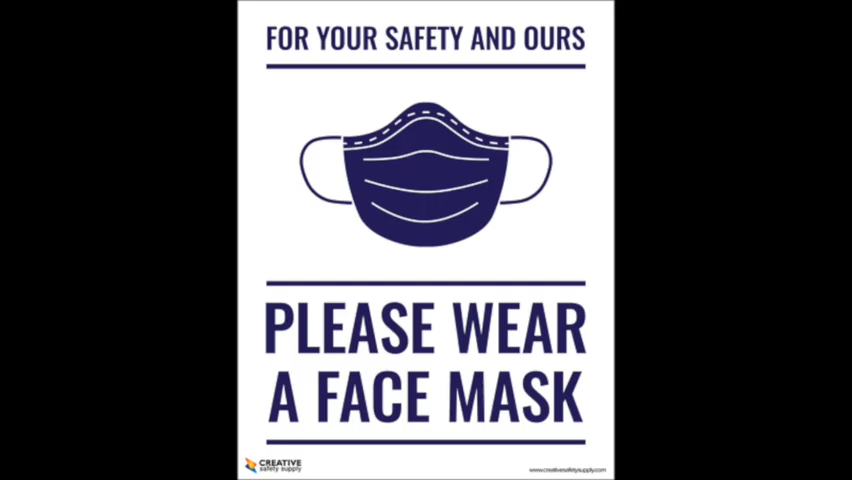 FOR YOUR SAFETY AND OURS
PLEASE WEAR
A FACE MASK
CREATIVE
safety supply
www.creativesafetysupply.com